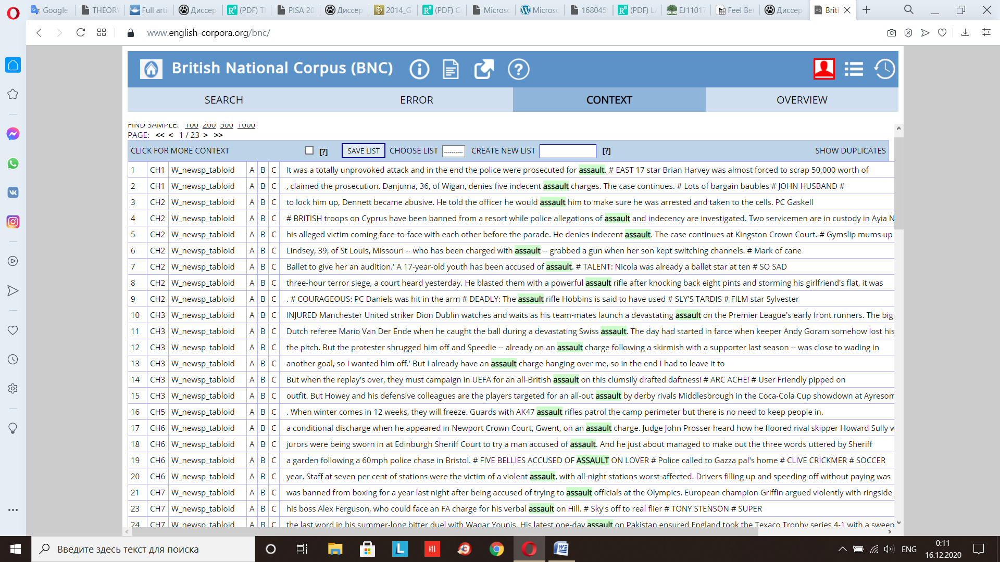 Google THEORY Full arti Диссер (PDF) T PISA 20 Диссер 2014_G (PDF) C Microsc Microsc 168045 (PDF) L EJ1101 Feel Be Диссер Briti
www.english-corpora.org/bnc/
British National Corpus (BNC)
SEARCH ERROR CONTEXT OVERVIEW
FIND SAMPLE: 100 200 500 1000
PAGE: << < 1 / 23 > >>
CLICK FOR MORE CONTEXT [?] SAVE LIST CHOOSE LIST ---------- CREATE NEW LIST [?] SHOW DUPLICATES
1 CH1 W_newsp_tabloid A B C It was a totally unprovoked attack and in the end the police were prosecuted for assault. # EAST 17 star Brian Harvey was almost forced to scrap 50,000 worth of
2 CH1 W_newsp_tabloid A B C , claimed the prosecution. Danjuma, 36, of Wigan, denies five indecent assault charges. The case continues. # Lots of bargain baubles # JOHN HUSBAND #
3 CH2 W_newsp_tabloid A B C to lock him up, Dennett became abusive. He told the officer he would assault him to make sure he was arrested and taken to the cells. PC Gaskell
4 CH2 W_newsp_tabloid A B C # BRITISH troops on Cyprus have been banned from a resort while police allegations of assault and indecency are investigated. Two servicemen are in custody in Ayia N
5 CH2 W_newsp_tabloid A B C his alleged victim coming face-to-face with each other before the parade. He denies indecent assault. The case continues at Kingston Crown Court. # Gymslip mums up
6 CH2 W_newsp_tabloid A B C Lindsey, 39, of St Louis, Missouri -- who has been charged with assault -- grabbed a gun when her son kept switching channels. # Mark of cane
7 CH2 W_newsp_tabloid A B C Ballet to give her an audition.' A 17-year-old youth has been accused of assault. # TALENT: Nicola was already a ballet star at ten # SO SAD
8 CH2 W_newsp_tabloid A B C three-hour terror siege, a court heard yesterday. He blasted them with a powerful assault rifle after knocking back eight pints and storming his girlfriend's flat, it was
9 CH2 W_newsp_tabloid A B C . # COURAGEOUS: PC Daniels was hit in the arm # DEADLY: The assault rifle Hobbins is said to have used # SLY'S TARDIS # FILM star Sylvester
10 CH3 W_newsp_tabloid A B C INJURED Manchester United striker Dion Dublin watches and waits as his team-mates launch a devastating assault on the Premier League's early front runners. The big
11 CH3 W_newsp_tabloid A B C Dutch referee Mario Van Der Ende when he caught the ball during a devastating Swiss assault. The day had started in farce when keeper Andy Goram somehow lost his
12 CH3 W_newsp_tabloid A B C the pitch. But the protester shrugged him off and Speedie -- already on an assault charge following a skirmish with a supporter last season -- was close to wading in
13 CH3 W_newsp_tabloid A B C another goal, so I wanted him off.' But I already have an assault charge hanging over me, so in the end I had to leave it to
14 CH3 W_newsp_tabloid A B C But when the replay's over, they must campaign in UEFA for an all-British assault on this clumsily drafted daftness! # ARC ACHE! # User Friendly pipped on
15 CH3 W_newsp_tabloid A B C outfit. But Howey and his defensive colleagues are the players targeted for an all-out assault by derby rivals Middlesbrough in the Coca-Cola Cup showdown at Ayresom
16 CH5 W_newsp_tabloid A B C . When winter comes in 12 weeks, they will freeze. Guards with AK47 assault rifles patrol the camp perimeter but there is no need to keep people in.
17 CH6 W_newsp_tabloid A B C a conditional discharge when he appeared in Newport Crown Court, Gwent, on an assault charge. Judge John Prosser heard how he floored rival skipper Howard Sully w
18 CH6 W_newsp_tabloid A B C jurors were being sworn in at Edinburgh Sheriff Court to try a man accused of assault. And he just about managed to make out the three words uttered by Sheriff
19 CH6 W_newsp_tabloid A B C a garden following a 60mph police chase in Bristol. # FIVE BELLIES ACCUSED OF ASSAULT ON LOVER # Police called to Gazza pal's home # CLIVE CRICKMER # SOCCER
20 CH6 W_newsp_tabloid A B C year. Staff at seven per cent of stations were the victim of a violent assault, with all-night stations worst-affected. Drivers filling up and speeding off without paying was
21 CH7 W_newsp_tabloid A B C was banned from boxing for a year last night after being accused of trying to assault officials at the Olympics. European champion Griffin argued violently with ringside
23 CH7 W_newsp_tabloid A B C his boss Alex Ferguson, who could face an FA charge for his verbal assault on Hill. # Sky's off to real flier # TONY STENSON # SUPER
24 CH7 W_newsp_tabloid A B C the last word in his summer-long bitter duel with Waqar Younis. His latest one-day assault on Pakistan ensured England took the Texaco Trophy series 4-1 with a sweep
Введите здесь текст для поиска
ENG
0:11
16.12.2020